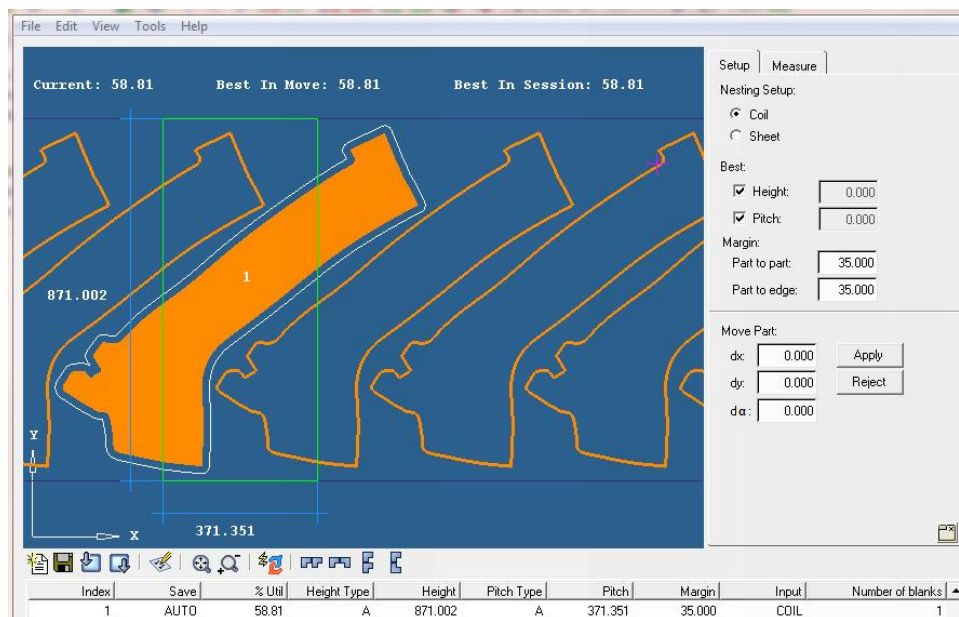 File Edit View Tools Help
Current: 58.81 Best In Move: 58.81 Best In Session: 58.81
Setup Measure
Nesting Setup:
Coil
Sheet
Best:
Height: 0.000
Pitch: 0.000
Margin:
Part to part: 35.000
Part to edge: 35.000
Move Part:
dx: 0.000 Apply
dy: 0.000 Reject
dα: 0.000
1
871.002
Y
X
371.351
Index Save % Util Height Type Height Pitch Type Pitch Margin Input Number of blanks
1 AUTO 58.81 A 871.002 A 371.351 35.000 COIL 1